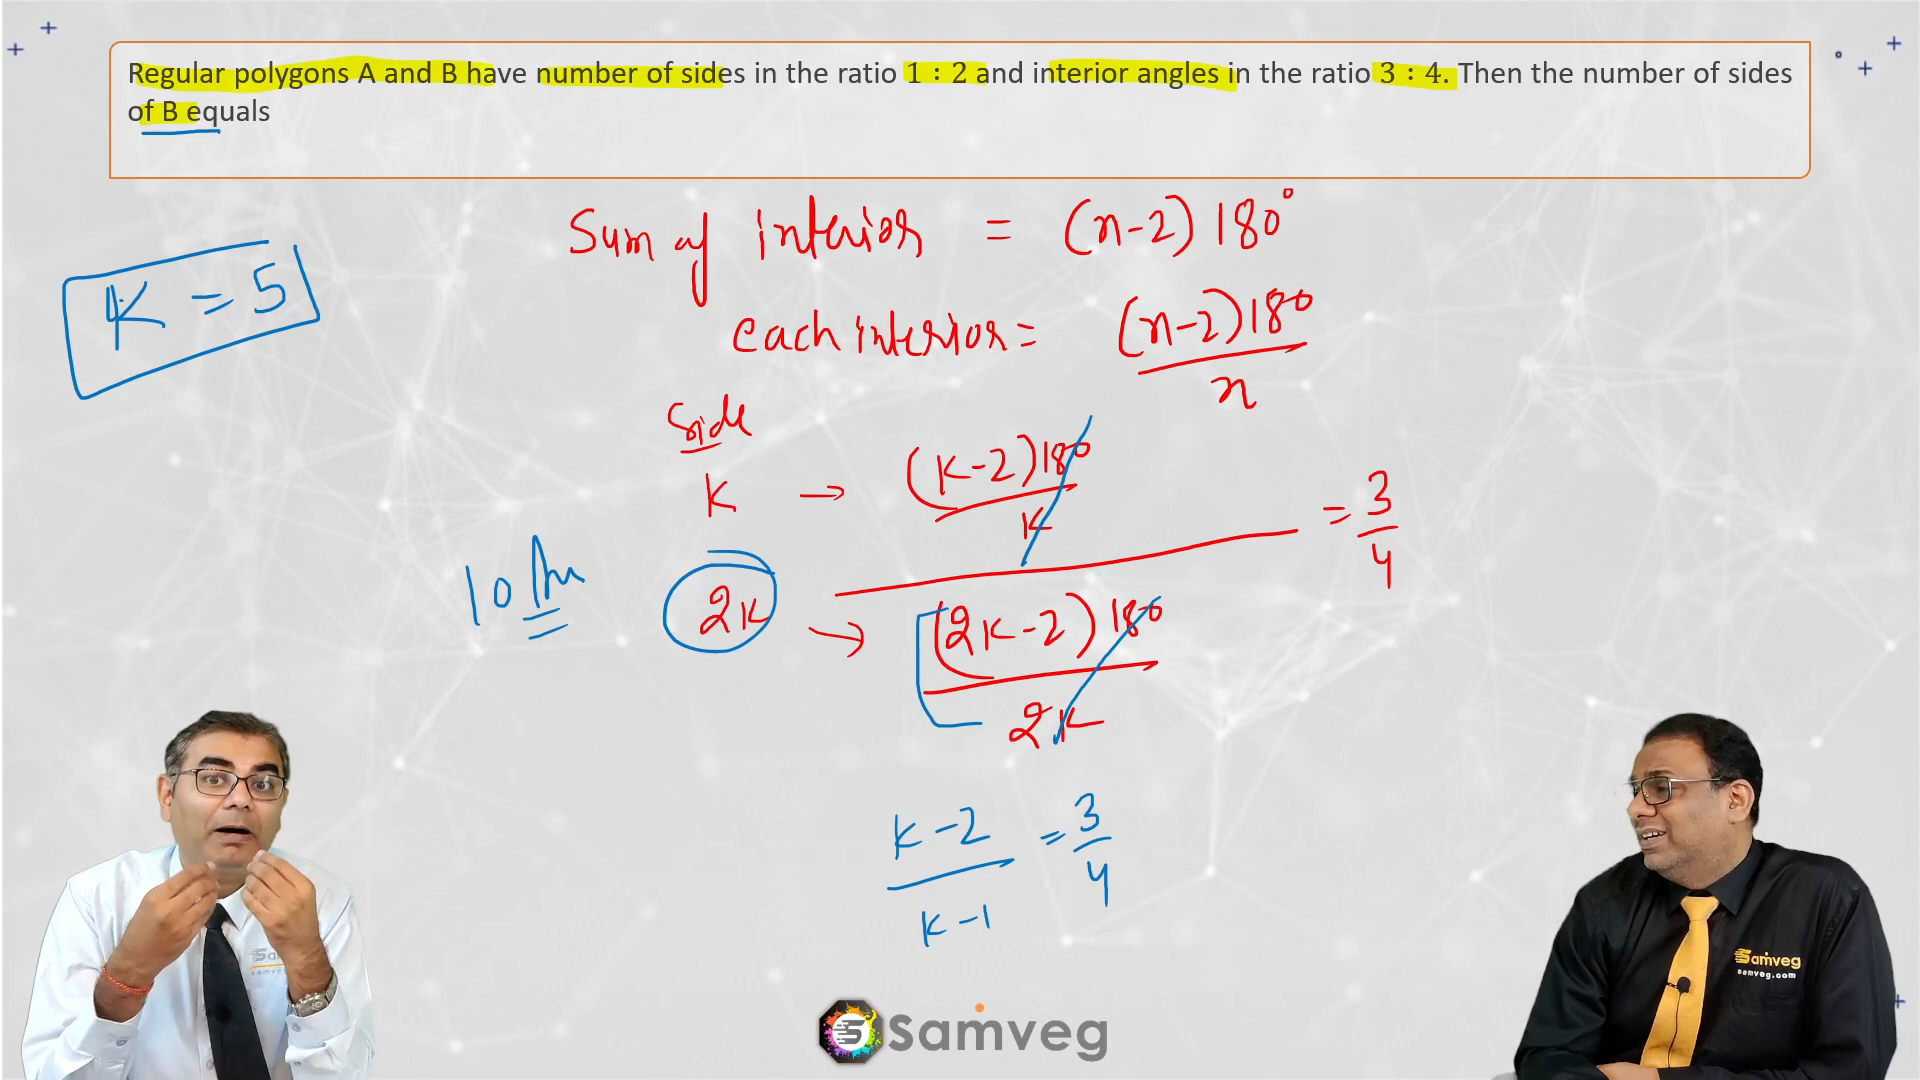 Regular polygons A and B have number of sides in the ratio 1 : 2 and interior angles in the ratio 3 : 4. Then the number of sides
of B equals
Sum of interior = (n-2) 180°
K = 5
each interior = (n-2)180
n
Side
K → (K-2)180
K
= 3
4
10 Ans
2K → (2K-2) 180
2K
K-2 = 3
K-1 4
Samveg
samveg.com
Samveg